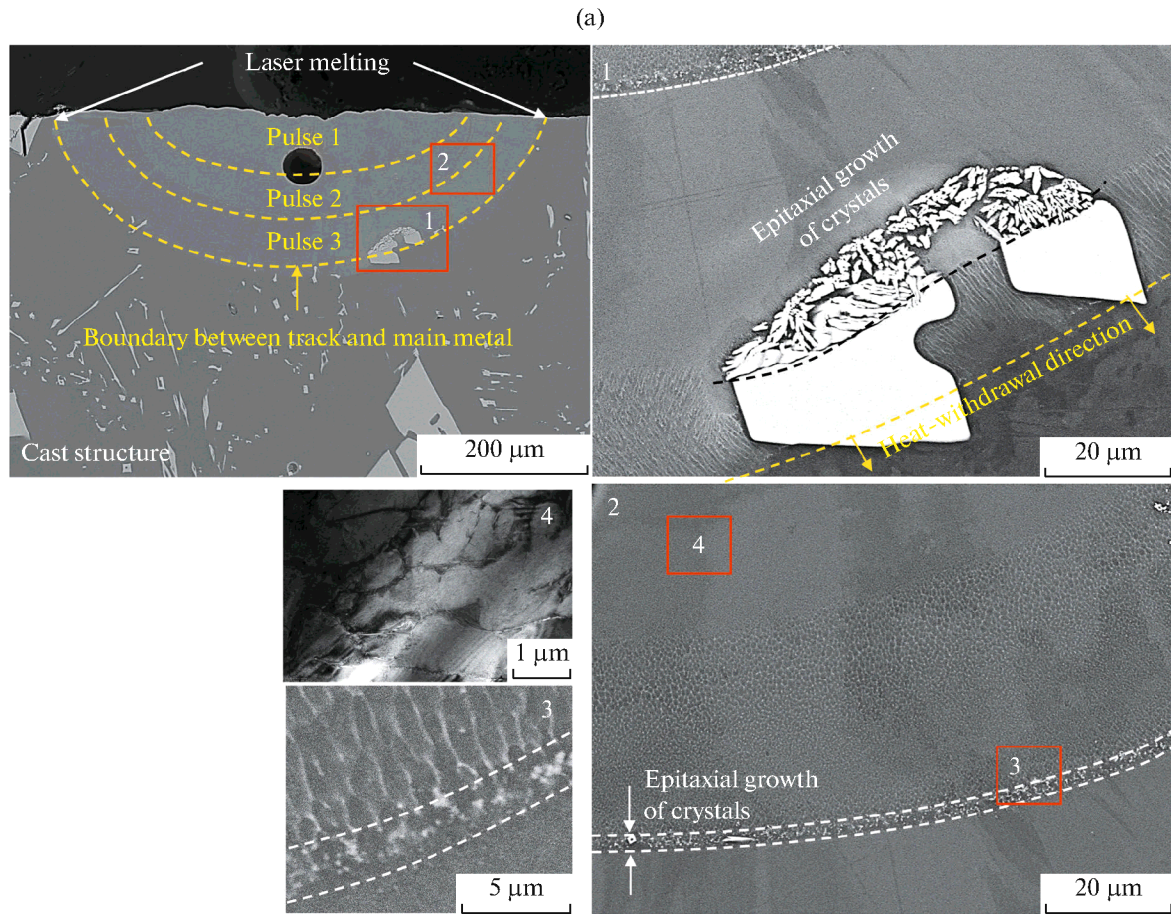 (a)
Laser melting
Pulse 1
2
Pulse 2
1
Pulse 3
Boundary between track and main metal
Cast structure
200 μm
1
Epitaxial growth
of crystals
Heat-withdrawal direction
20 μm
4
1 μm
3
5 μm
2
4
3
Epitaxial growth
of crystals
20 μm